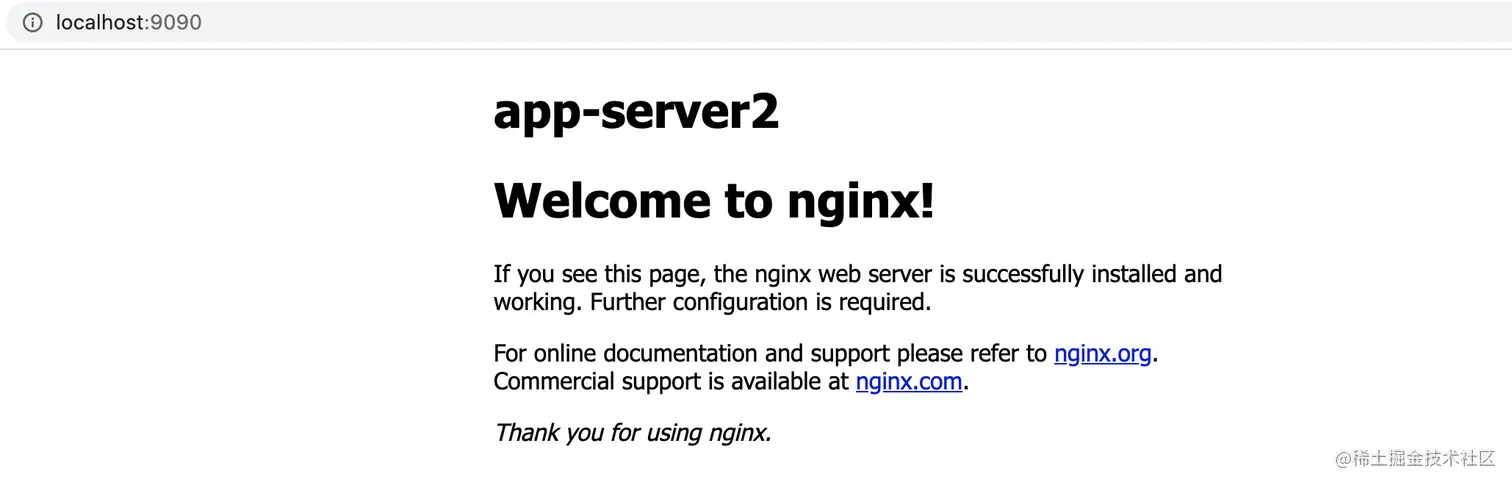 localhost:9090
app-server2
Welcome to nginx!
If you see this page, the nginx web server is successfully installed and
working. Further configuration is required.
For online documentation and support please refer to nginx.org.
Commercial support is available at nginx.com.
Thank you for using nginx.
@稀土掘金技术社区